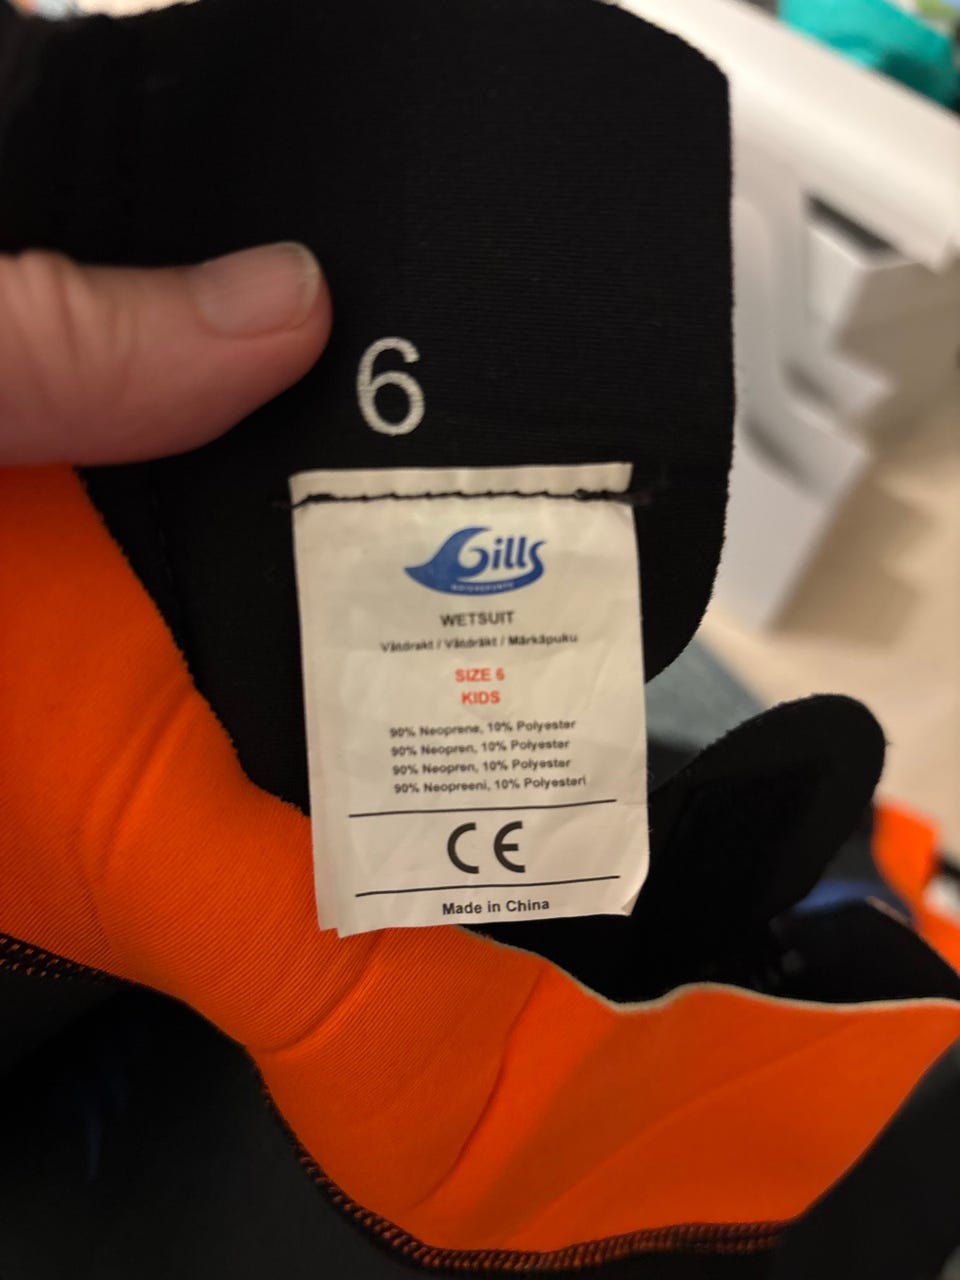 6
Gills
WATERSPORTS
WETSUIT
Våtdrakt / Våtdräkt / Märkäpuku
SIZE 6
KIDS
90% Neoprene, 10% Polyester
90% Neopren, 10% Polyester
90% Neopren, 10% Polyester
90% Neopreeni, 10% Polyesteri
CE
Made in China